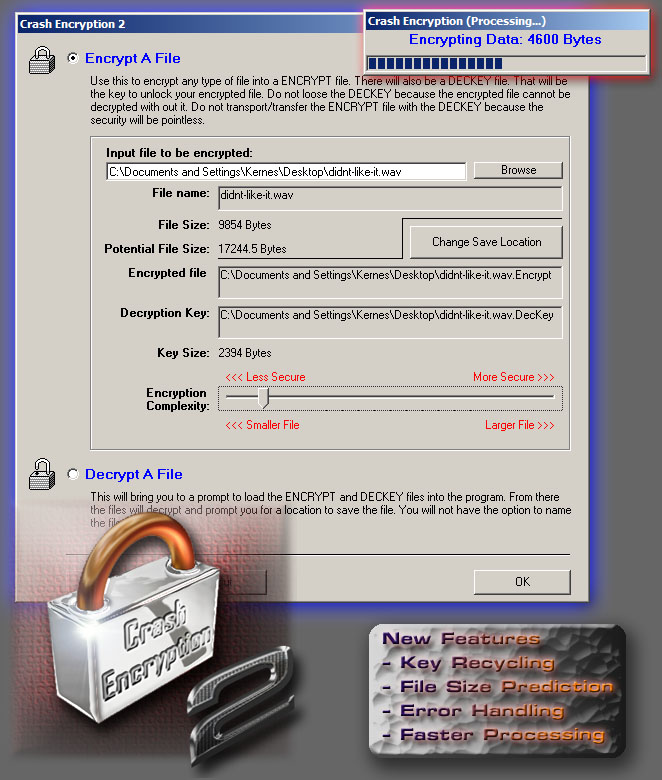 Crash Encryption 2
Crash Encryption (Processing...)
Encrypting Data: 4600 Bytes
Encrypt A File
Use this to encrypt any type of file into a ENCRYPT file. There will also be a DECKEY file. That will be
the key to unlock your encrypted file. Do not loose the DECKEY because the encrypted file cannot be
decrypted with out it. Do not transport/transfer the ENCRYPT file with the DECKEY because the
security will be pointless.
Input file to be encrypted:
C:\Documents and Settings\Kernes\Desktop\didnt-like-it.wav
Browse
File name:
didnt-like-it.wav
File Size:
9854 Bytes
Potential File Size:
17244.5 Bytes
Change Save Location
Encrypted file
C:\Documents and Settings\Kernes\Desktop\didnt-like-it.wav.Encrypt
Decryption Key:
C:\Documents and Settings\Kernes\Desktop\didnt-like-it.wav.DecKey
Key Size:
2394 Bytes
<<< Less Secure
More Secure >>>
Encryption
Complexity:
<<< Smaller File
Larger File >>>
Decrypt A File
This will bring you to a prompt to load the ENCRYPT and DECKEY files into the program. From there
the files will decrypt and prompt you for a location to save the file. You will not have the option to name
the file
OK
Crash
Encryption
2
New Features
- Key Recycling
- File Size Prediction
- Error Handling
- Faster Processing